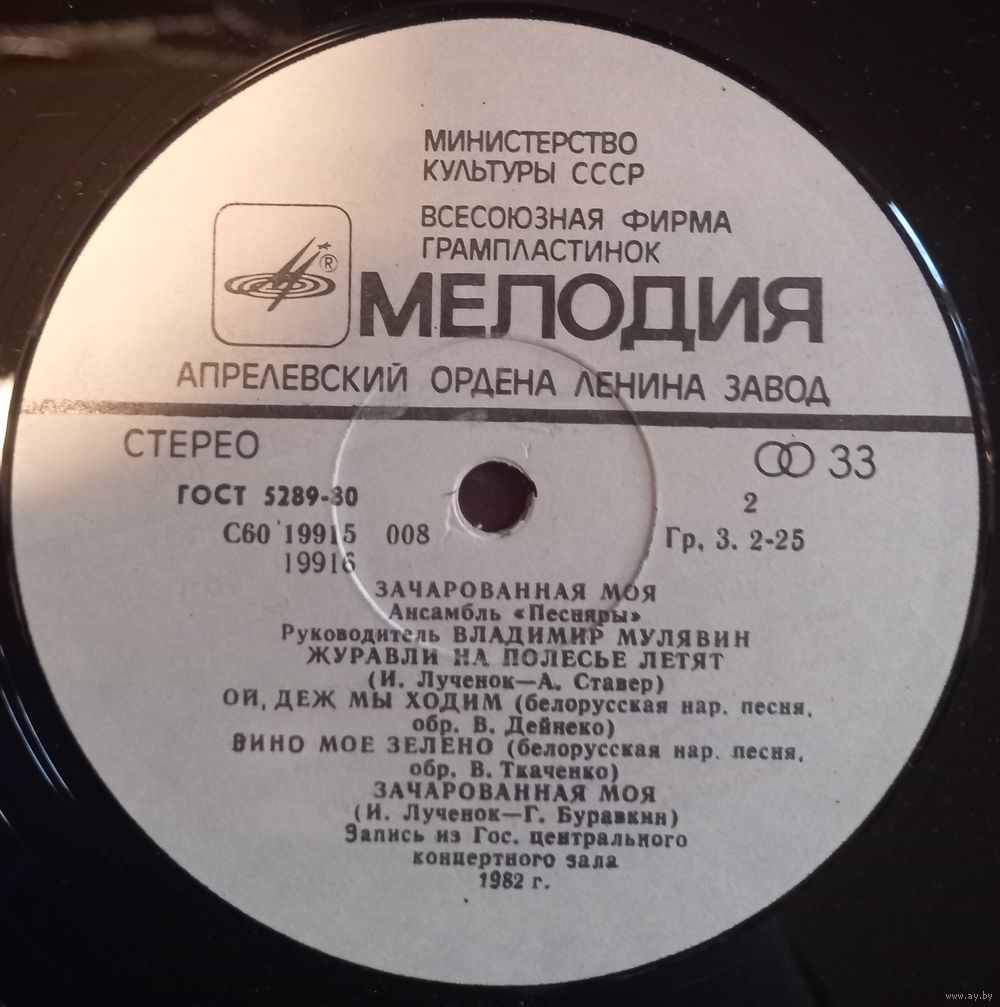 МИНИСТЕРСТВО
КУЛЬТУРЫ СССР
ВСЕСОЮЗНАЯ ФИРМА
ГРАМПЛАСТИНОК
®
МЕЛОДИЯ
АПРЕЛЕВСКИЙ ОРДЕНА ЛЕНИНА ЗАВОД
СТЕРЕО
33
ГОСТ 5289-80
2
С60 19915 008
19916
Гр. 3. 2-25
ЗАЧАРОВАННАЯ МОЯ
Ансамбль «Песняры»
Руководитель ВЛАДИМИР МУЛЯВИН
ЖУРАВЛИ НА ПОЛЕСЬЕ ЛЕТЯТ
(И. Лученок—А. Ставер)
ОЙ, ДЕЖ МЫ ХОДИМ (белорусская нар. песня,
обр. В. Дейнеко)
ВИНО МОЕ ЗЕЛЕНО (белорусская нар. песня,
обр. В. Ткаченко)
ЗАЧАРОВАННАЯ МОЯ
(И. Лученок—Г. Буравкин)
Запись из Гос. центрального
концертного зала
1982 г.
www.ay.by